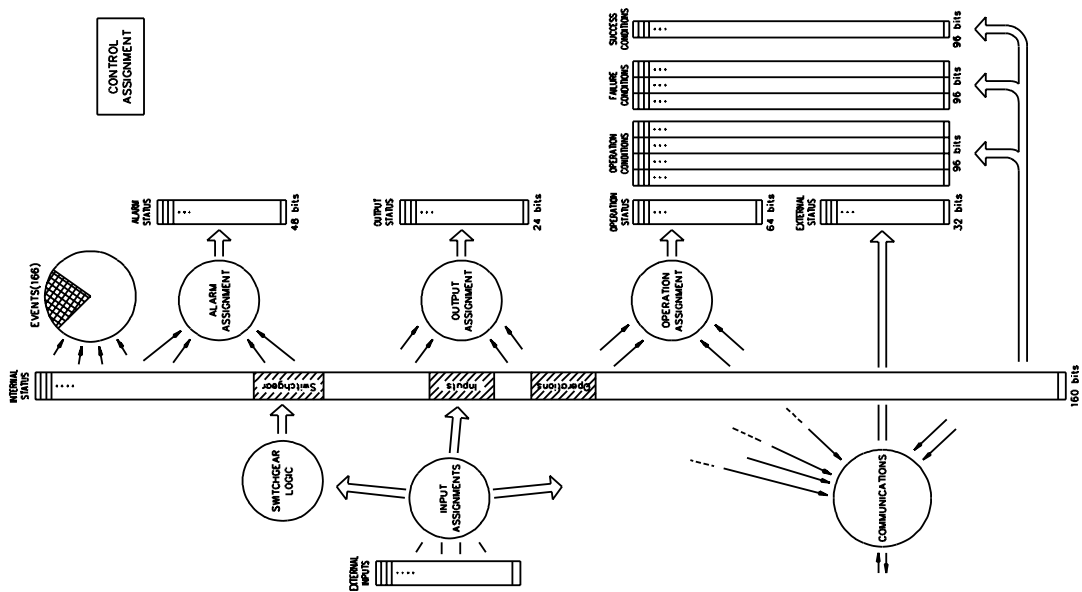 CONTROL
ASSIGNMENT
SUCCESS
CONDITIONS
96 bits
FAILURE
CONDITIONS
96 bits
OPERATION
CONDITIONS
96 bits
ALARM
STATUS
48 bits
OUTPUT
STATUS
24 bits
OPERATION
STATUS
64 bits
EXTERNAL
STATUS
32 bits
EVENTS(166)
ALARM
ASSIGNMENT
OUTPUT
ASSIGNMENT
OPERATION
ASSIGNMENT
INTERNAL
STATUS
Switchgear
Inputs
Operations
160 bits
SWITCHGEAR
LOGIC
INPUT
ASSIGNMENTS
COMMUNICATIONS
EXTERNAL
INPUTS